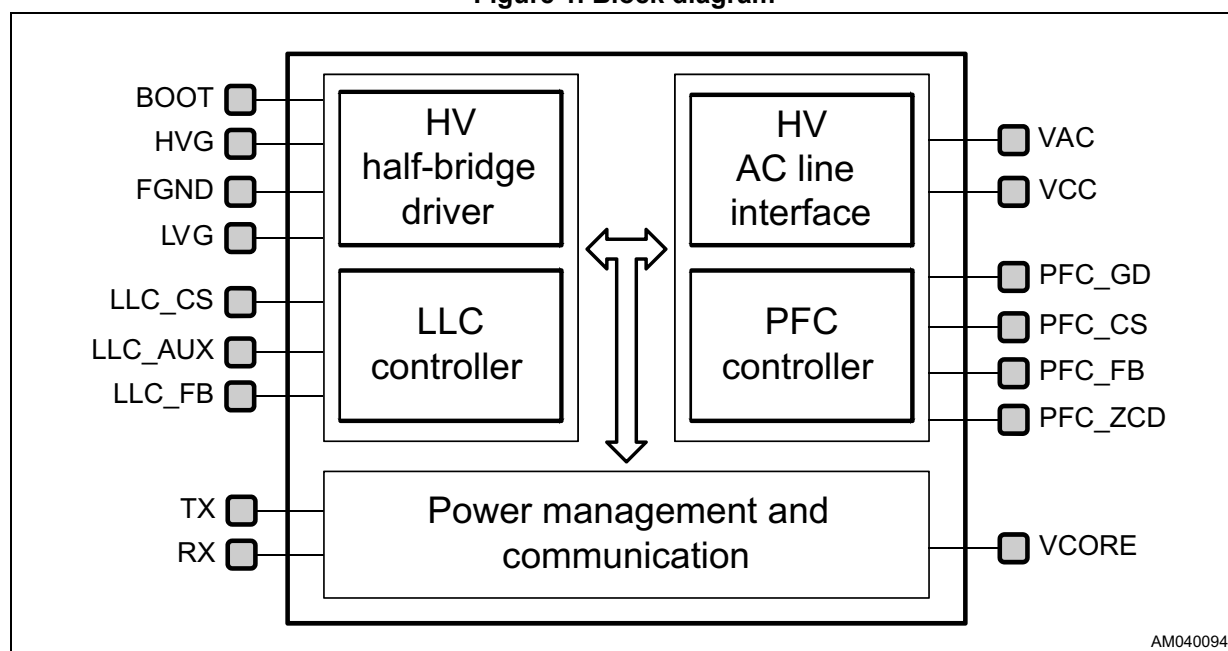 Figure 1. Block diagram
BOOT
HVG
FGND
LVG
LLC_CS
LLC_AUX
LLC_FB
TX
RX
HV
half-bridge
driver
LLC
controller
HV
AC line
interface
PFC
controller
Power management and
communication
VAC
VCC
PFC_GD
PFC_CS
PFC_FB
PFC_ZCD
VCORE
AM040094